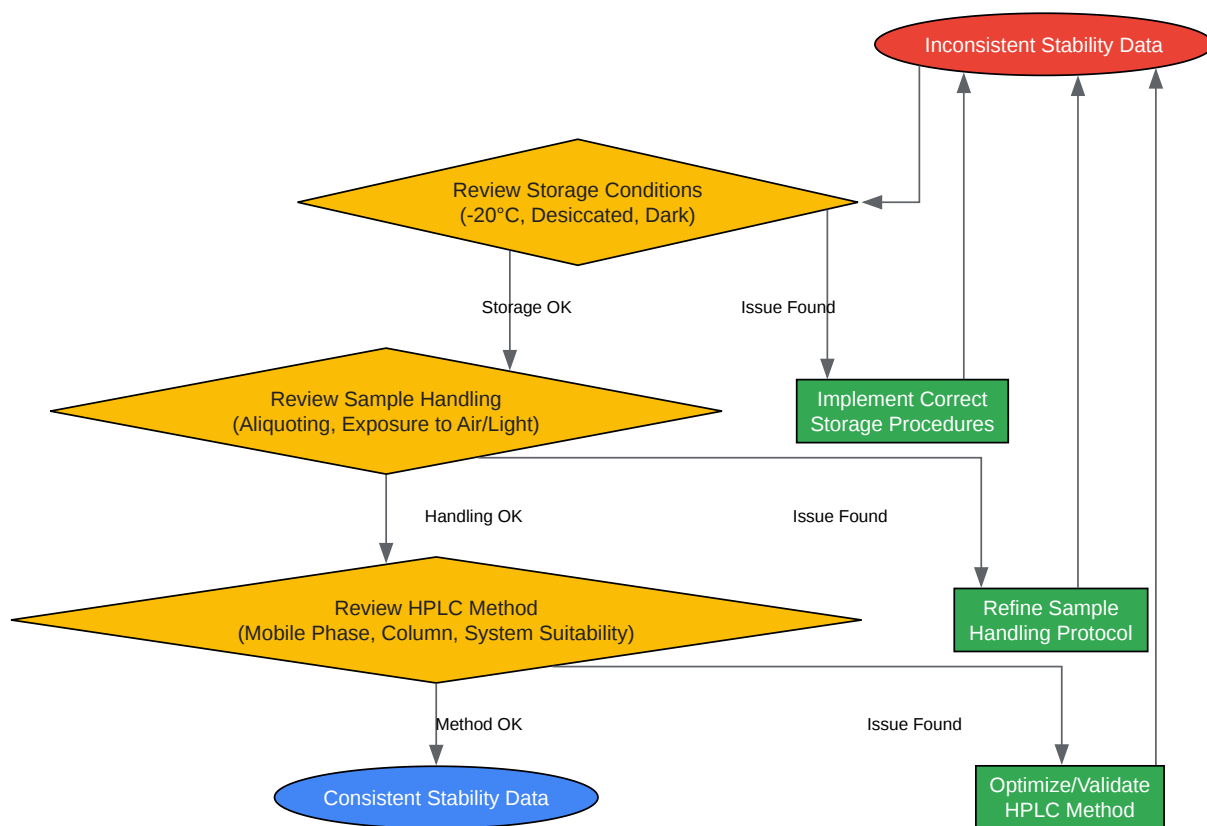 Inconsistent Stability Data
Review Storage Conditions
(-20°C, Desiccated, Dark)
Storage OK
Issue Found
Review Sample Handling
(Aliquoting, Exposure to Air/Light)
Implement Correct
Storage Procedures
Handling OK
Issue Found
Review HPLC Method
(Mobile Phase, Column, System Suitability)
Refine Sample
Handling Protocol
Method OK
Issue Found
Consistent Stability Data
Optimize/Validate
HPLC Method